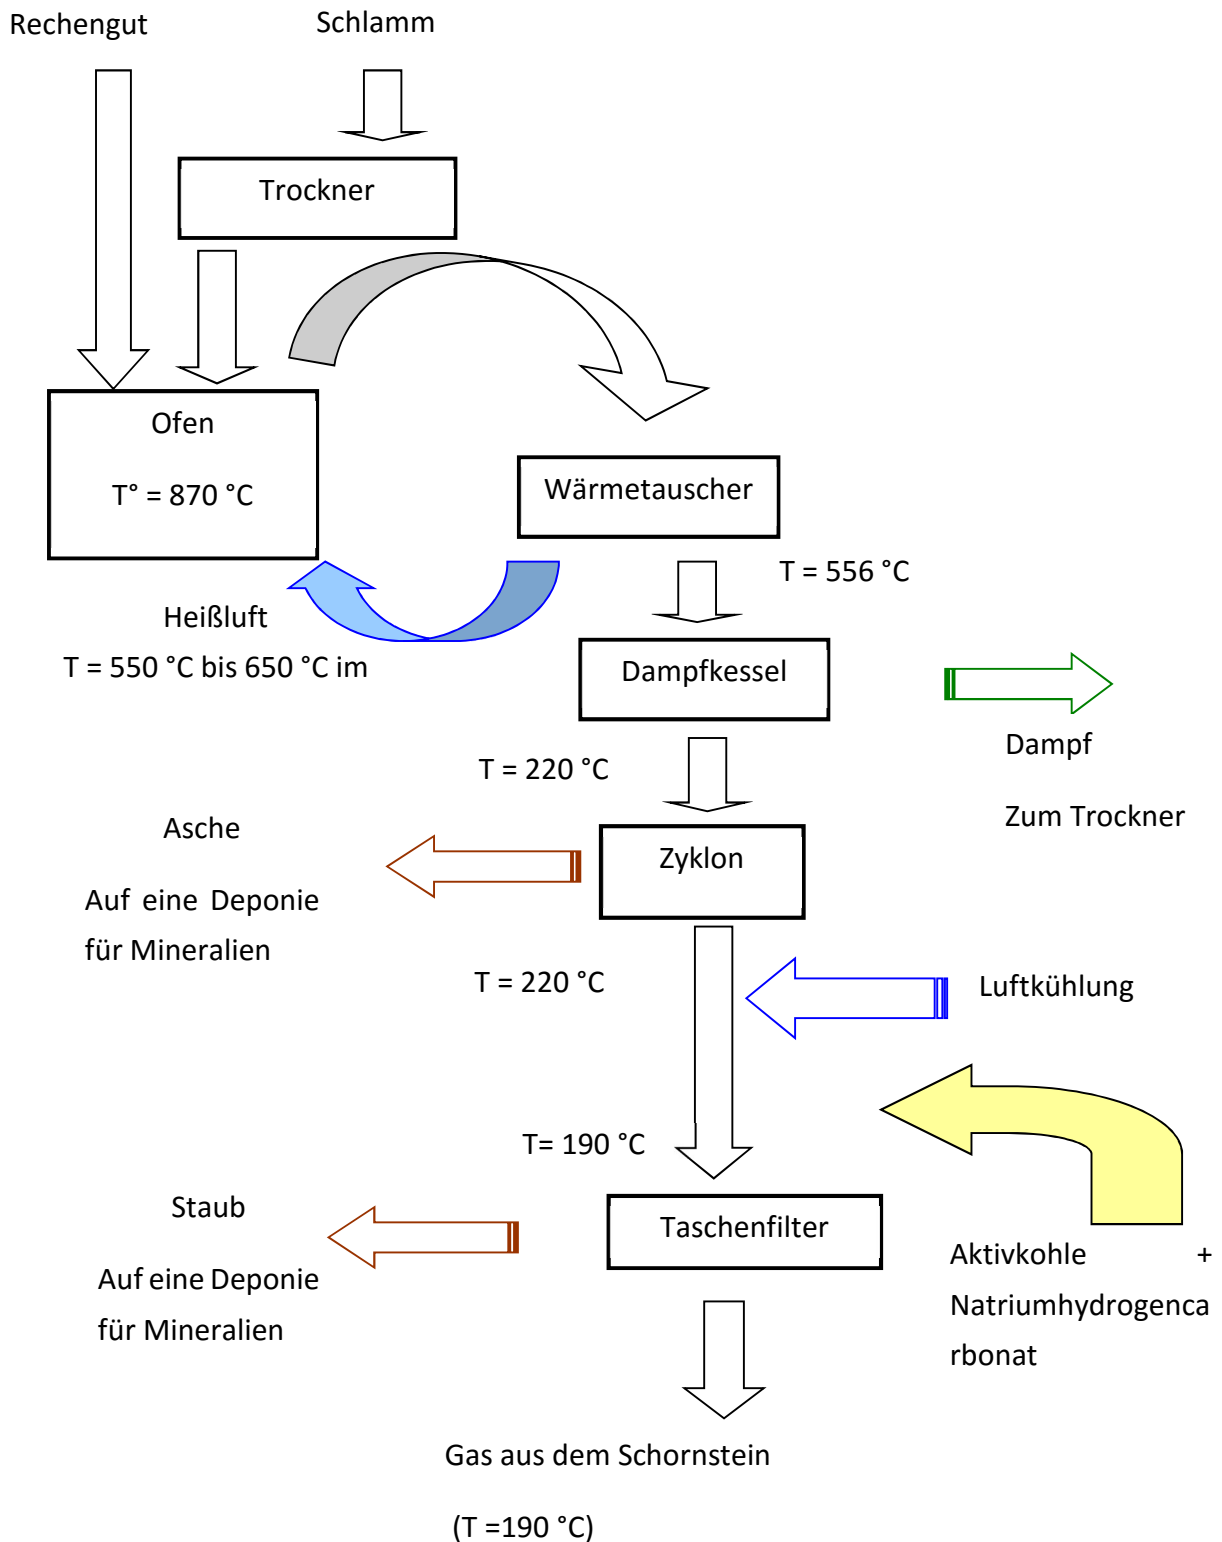 Rechengut
Schlamm
Trockner
Ofen
T° = 870 °C
Wärmetauscher
T = 556 °C
Heißluft
T = 550 °C bis 650 °C im
Dampfkessel
Dampf
Zum Trockner
T = 220 °C
Asche
Auf eine Deponie
für Mineralien
Zyklon
T = 220 °C
Luftkühlung
T= 190 °C
Staub
Auf eine Deponie
für Mineralien
Taschenfilter
Aktivkohle +
Natriumhydrogenca
rbonat
Gas aus dem Schornstein
(T =190 °C)